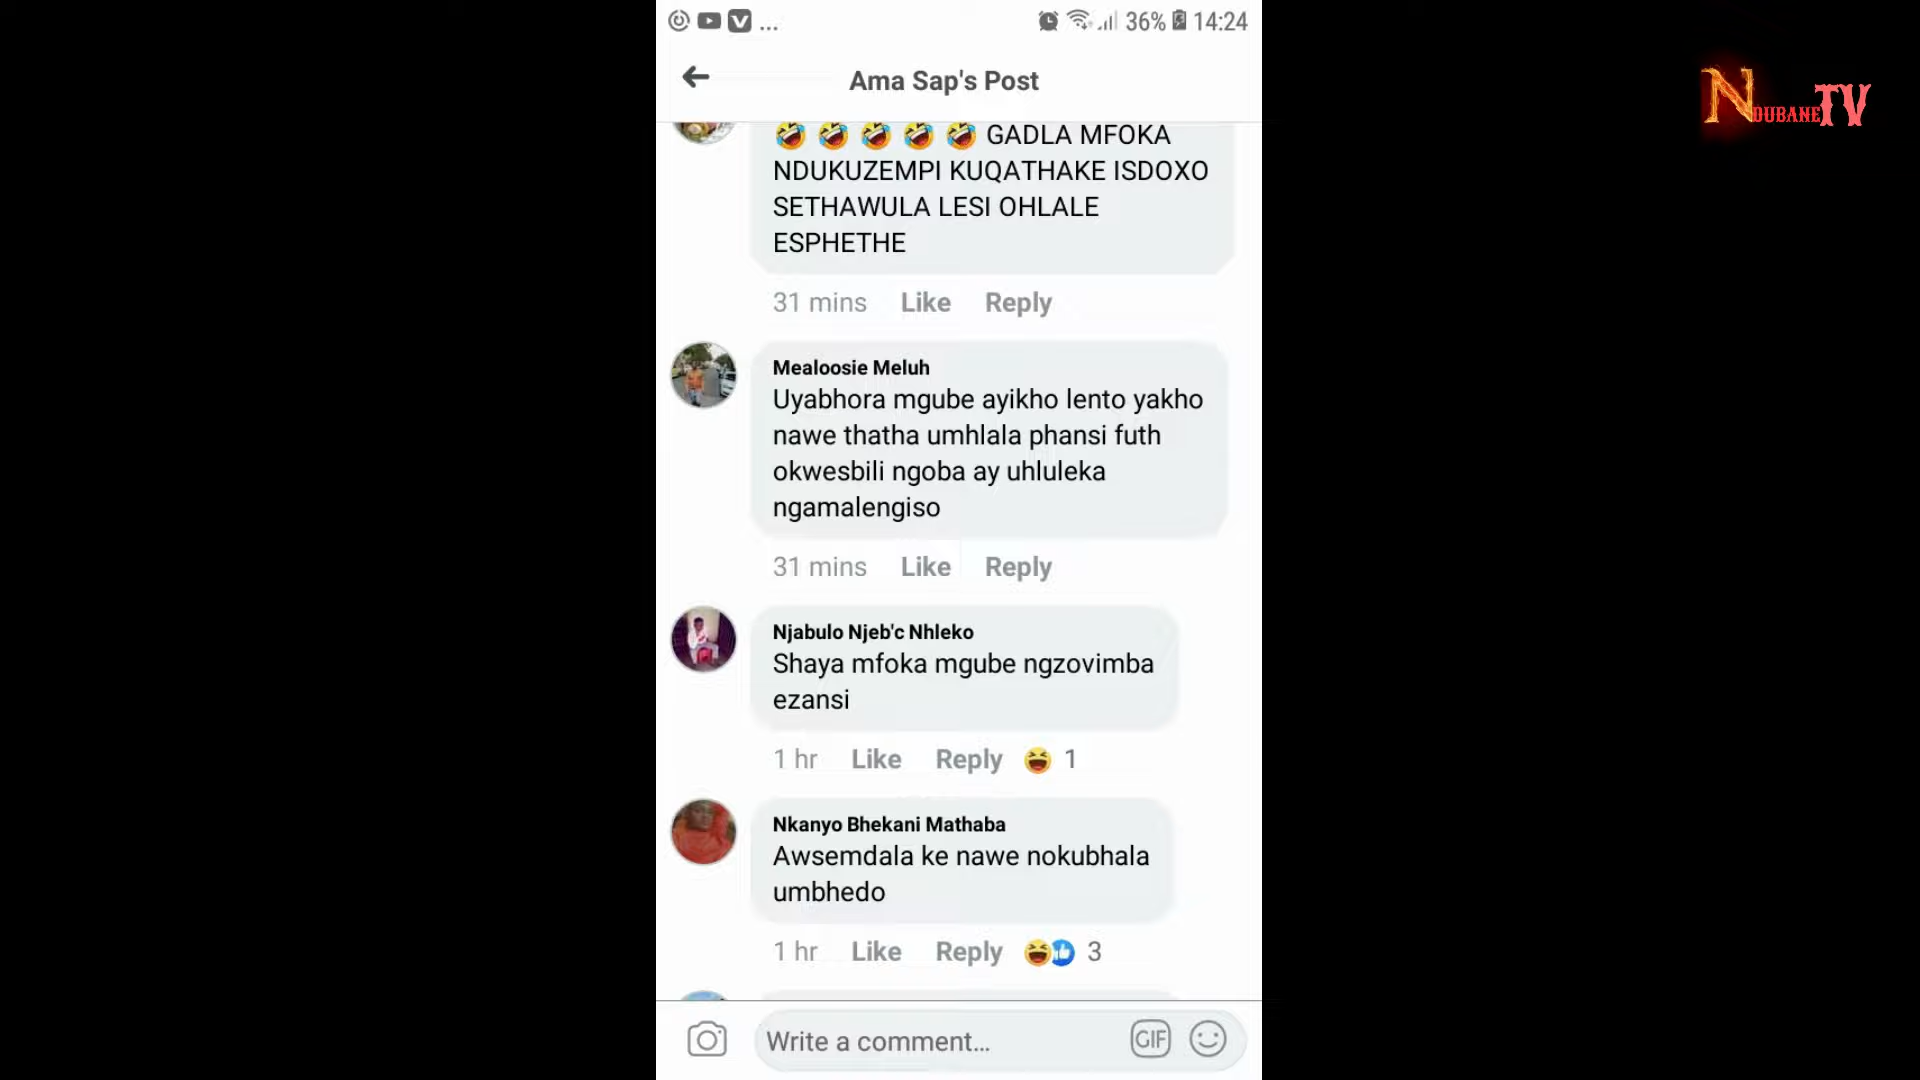 ... 36% 14:24
Ama Sap's Post
NDUBANE TV
🤣 🤣 🤣 🤣 🤣 GADLA MFOKA
NDUKUZEMPI KUQATHAKE ISDOXO
SETHAWULA LESI OHLALE
ESPHETHE
31 mins Like Reply
Mealoosie Meluh
Uyabhora mgube ayikho lento yakho
nawe thatha umhlala phansi futh
okwesbili ngoba ay uhluleka
ngamalengiso
31 mins Like Reply
Njabulo Njeb'c Nhleko
Shaya mfoka mgube ngzovimba
ezansi
1 hr Like Reply 😆 1
Nkanyo Bhekani Mathaba
Awsemdala ke nawe nokubhala
umbhedo
1 hr Like Reply 😆👍 3
Write a comment... GIF